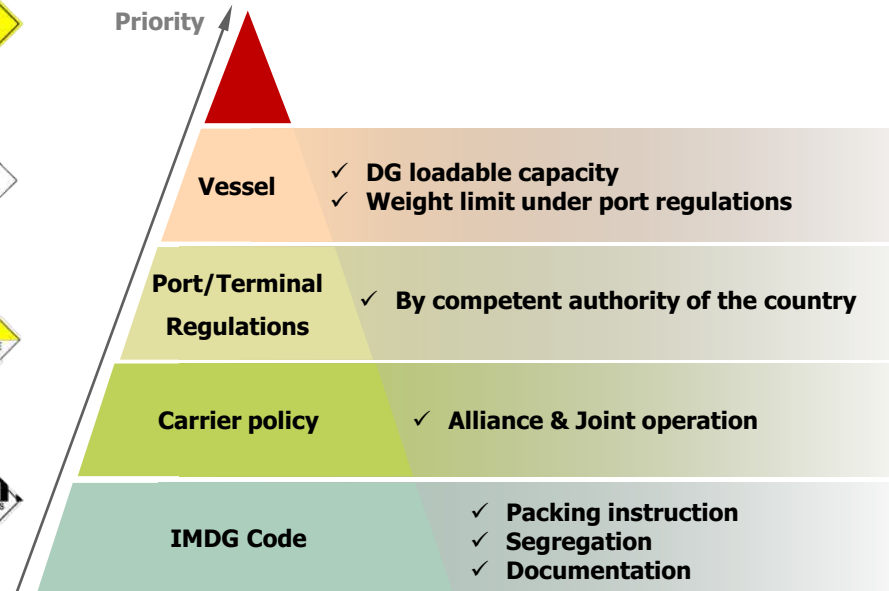 Priority
Vessel
✓ DG loadable capacity
✓ Weight limit under port regulations
Port/Terminal
Regulations
✓ By competent authority of the country
Carrier policy
✓ Alliance & Joint operation
IMDG Code
✓ Packing instruction
✓ Segregation
✓ Documentation